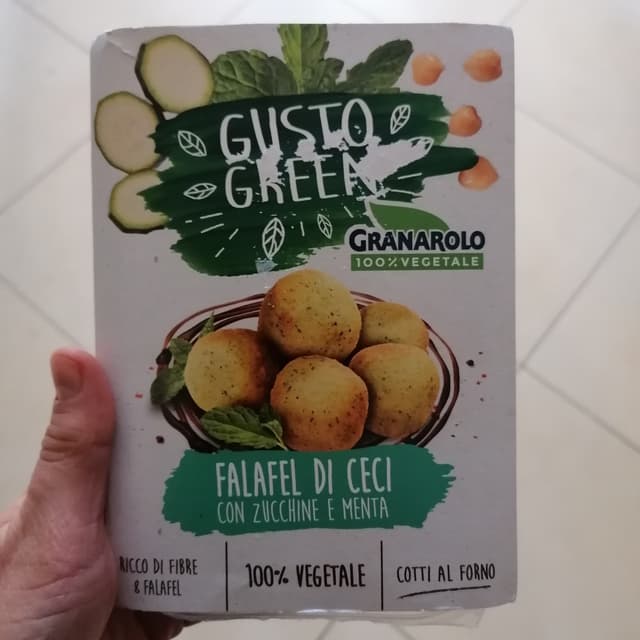 GUSTO
GREEN
GRANAROLO
100% VEGETALE
FALAFEL DI CECI
CON ZUCCHINE E MENTA
RICCO DI FIBRE
8 FALAFEL
100% VEGETALE
COTTI AL FORNO